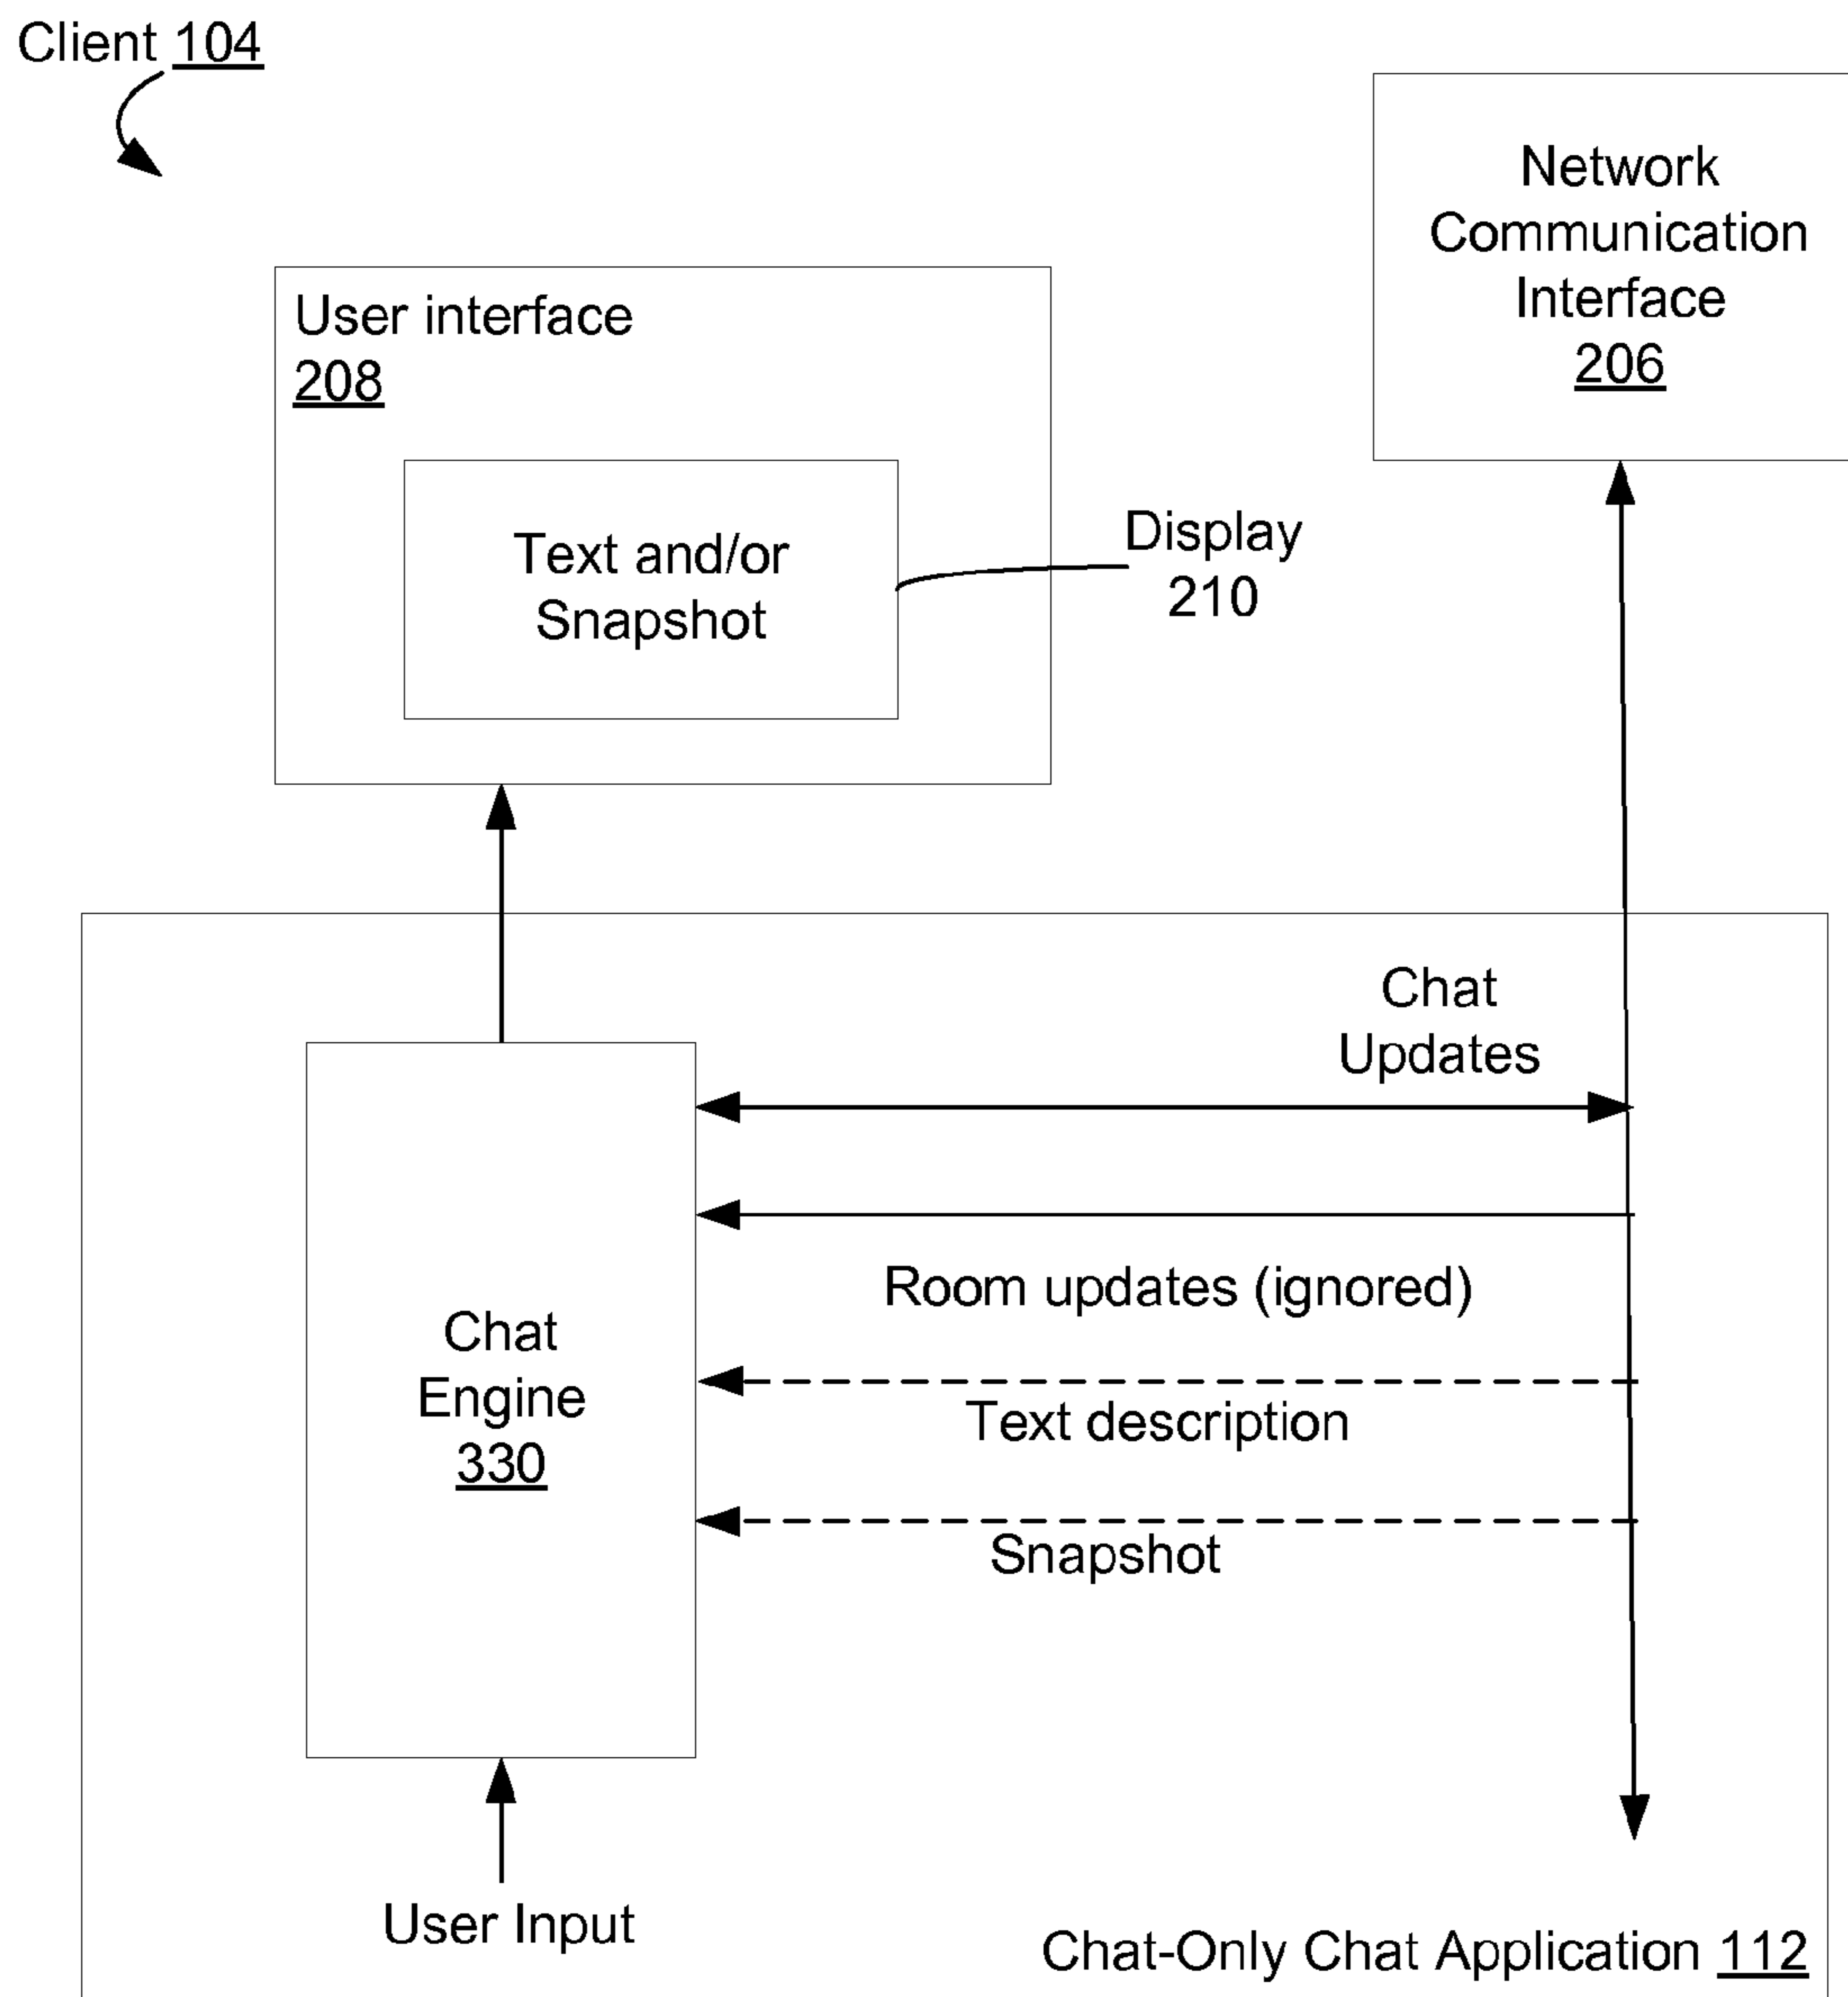 Client 104
Network
Communication
Interface
206
User interface
208
Text and/or
Snapshot
Display
210
Chat
Updates
Room updates (ignored)
Text description
Snapshot
Chat
Engine
330
User Input
Chat-Only Chat Application 112